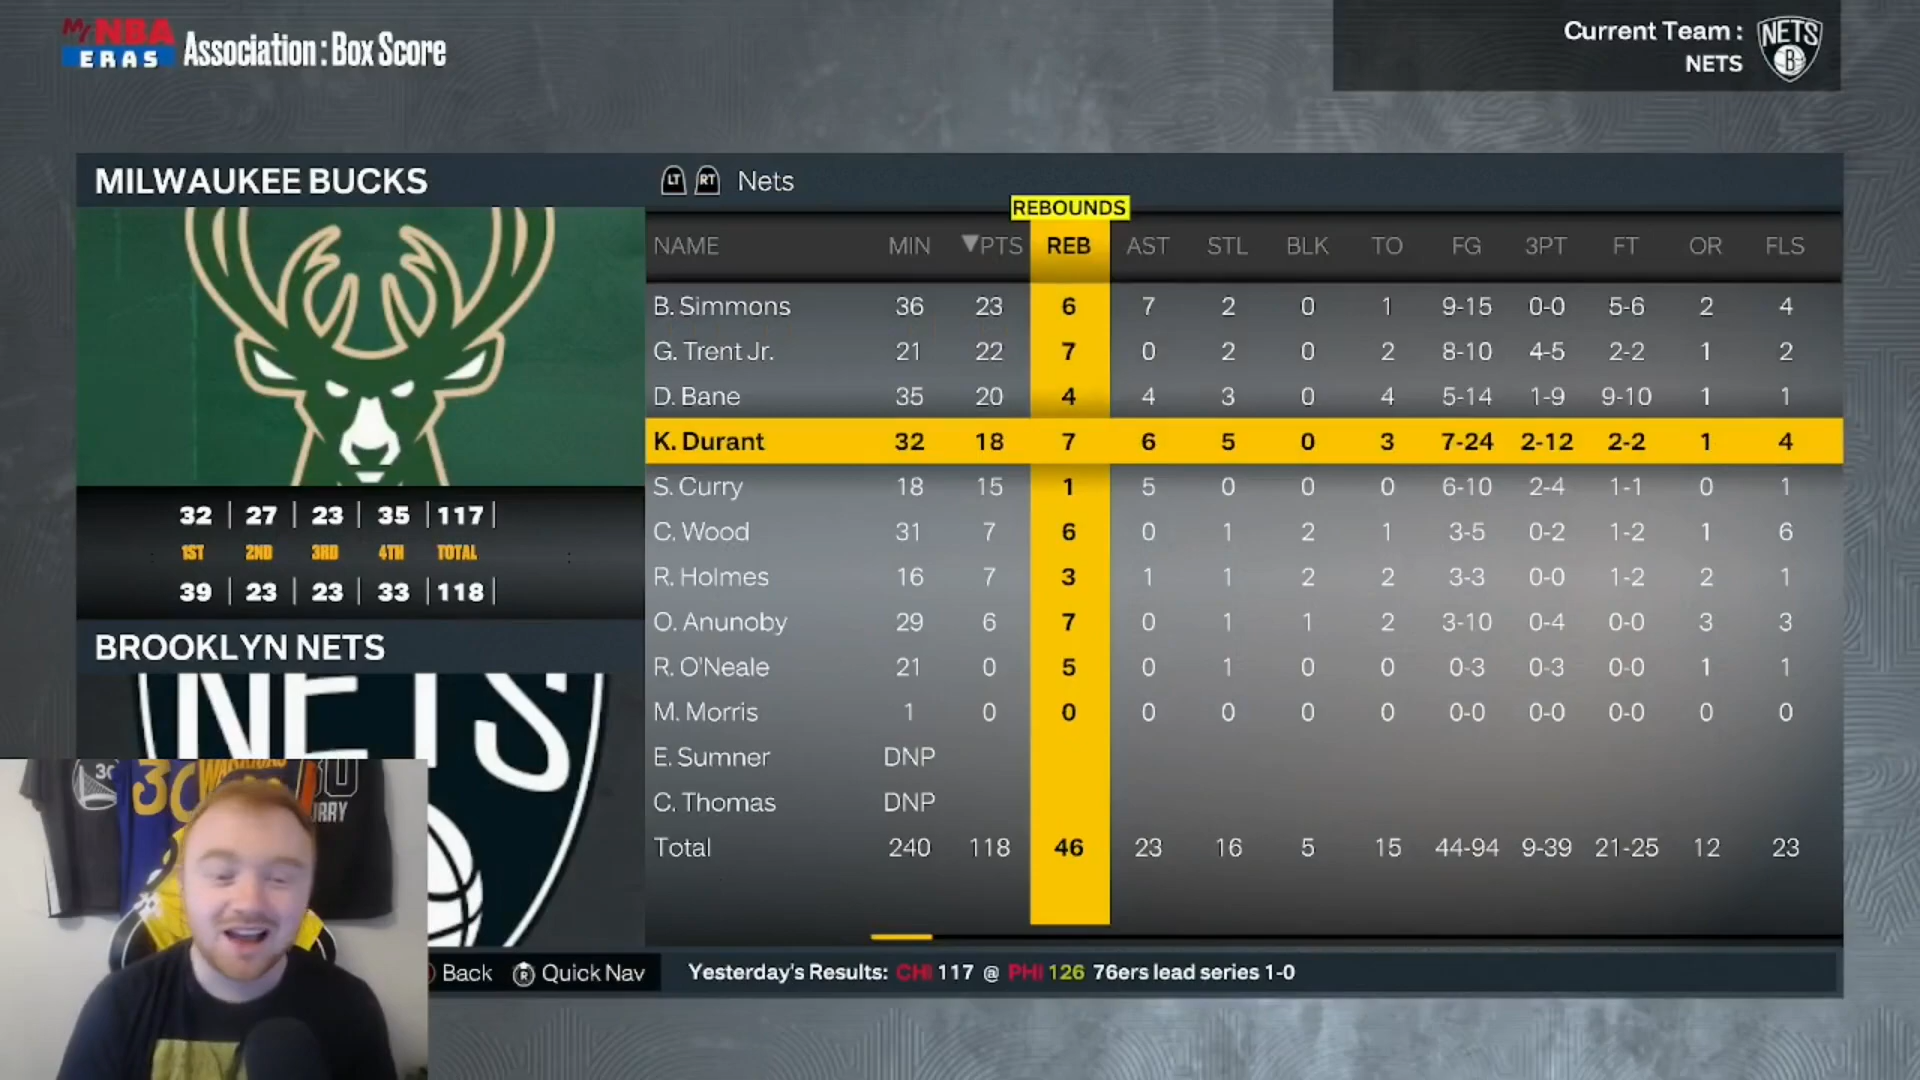 My NBA ERAS Association : Box Score
Current Team :
NETS
NETS B
MILWAUKEE BUCKS
32 | 27 | 23 | 35 | 117 |
1ST 2ND 3RD 4TH TOTAL
39 | 23 | 23 | 33 | 118 |
BROOKLYN NETS
NETS
LT RT Nets
REBOUNDS
NAME MIN ▼PTS REB AST STL BLK TO FG 3PT FT OR FLS
B. Simmons 36 23 6 7 2 0 1 9-15 0-0 5-6 2 4
G. Trent Jr. 21 22 7 0 2 0 2 8-10 4-5 2-2 1 2
D. Bane 35 20 4 4 3 0 4 5-14 1-9 9-10 1 1
K. Durant 32 18 7 6 5 0 3 7-24 2-12 2-2 1 4
S. Curry 18 15 1 5 0 0 0 6-10 2-4 1-1 0 1
C. Wood 31 7 6 0 1 2 1 3-5 0-2 1-2 1 6
R. Holmes 16 7 3 1 1 2 2 3-3 0-0 1-2 2 1
O. Anunoby 29 6 7 0 1 1 2 3-10 0-4 0-0 3 3
R. O'Neale 21 0 5 0 1 0 0 0-3 0-3 0-0 1 1
M. Morris 1 0 0 0 0 0 0 0-0 0-0 0-0 0 0
E. Sumner DNP
C. Thomas DNP
Total 240 118 46 23 16 5 15 44-94 9-39 21-25 12 23
Back R Quick Nav
Yesterday's Results: CHI 117 @ PHI 126 76ers lead series 1-0
30
30
WARRIORS